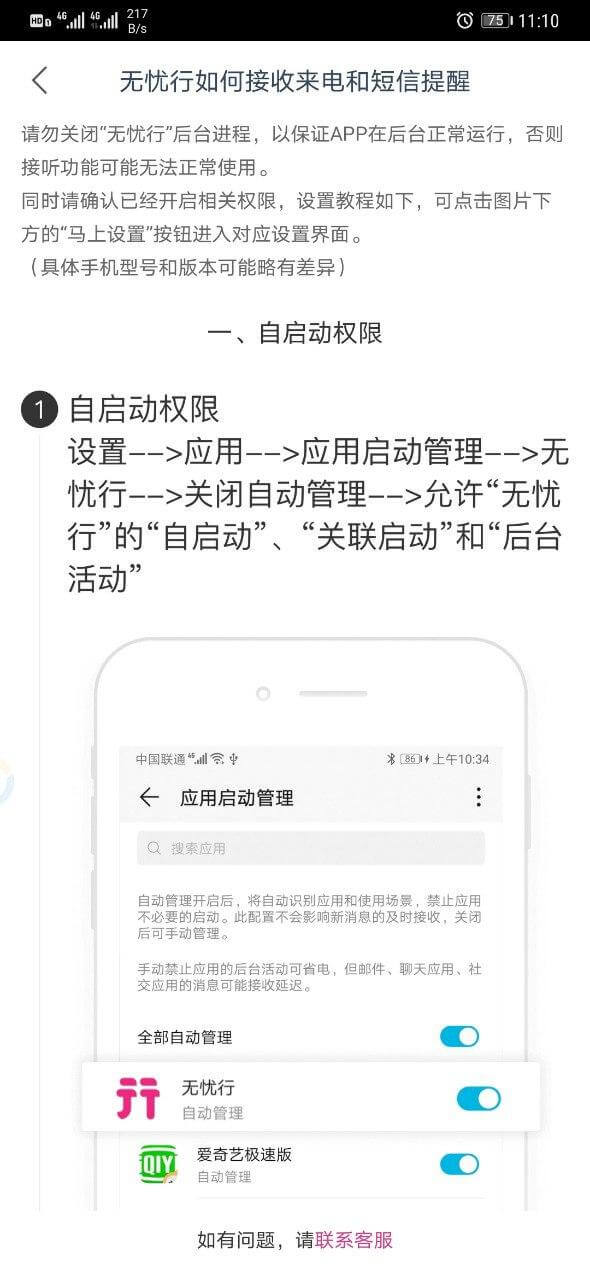 HD 4G 4G 217 B/s 75 11:10
无忧行如何接收来电和短信提醒
请勿关闭“无忧行”后台进程，以保证APP在后台正常运行，否则
接听功能可能无法正常使用。
同时请确认已经开启相关权限，设置教程如下，可点击图片下
方的“马上设置”按钮进入对应设置界面。
（具体手机型号和版本可能略有差异）
一、自启动权限
1 自启动权限
设置-->应用-->应用启动管理-->无
忧行-->关闭自动管理-->允许“无忧
行”的“自启动”、“关联启动”和“后台
活动”
中国联通 4G 86 上午10:34
应用启动管理
搜索应用
自动管理开启后，将自动识别应用和使用场景，禁止应用
不必要的启动。此配置不会影响新消息的及时接收，关闭
后可手动管理。
手动禁止应用的后台活动可省电，但邮件、聊天应用、社
交应用的消息可能接收延迟。
全部自动管理
无忧行
自动管理
QIY 爱奇艺极速版
自动管理
如有问题，请联系客服